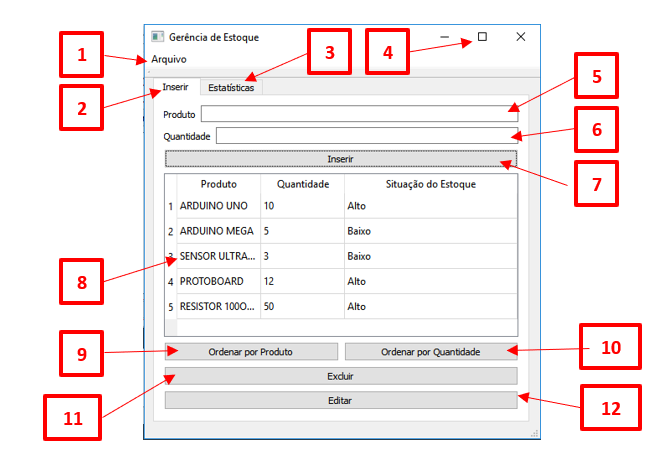 Gerência de Estoque
3
4
1
Arquivo
2
Inserir Estatísticas
5
Produto
6
Quantidade
Inserir
7
Produto Quantidade Situação do Estoque
1 ARDUINO UNO 10 Alto
2 ARDUINO MEGA 5 Baixo
3 SENSOR ULTRA... 3 Baixo
8
4 PROTOBOARD 12 Alto
5 RESISTOR 100O... 50 Alto
9
Ordenar por Produto Ordenar por Quantidade
10
Excluir
11
Editar
12